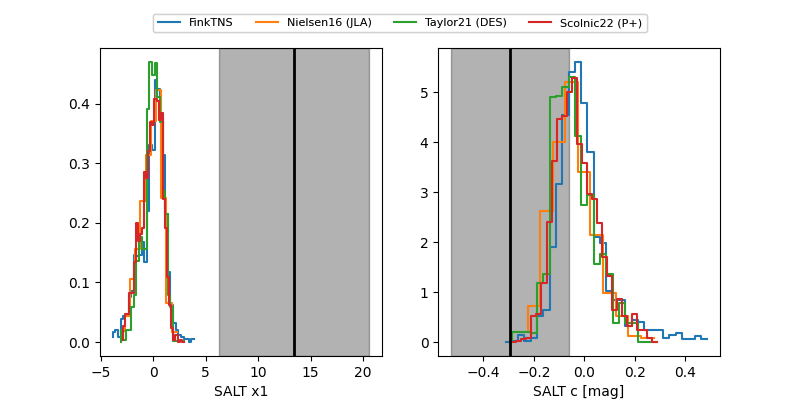 FinkTNS Nielsen16 (JLA) Taylor21 (DES) Scolnic22 (P+)
0.4
0.3
0.2
0.1
0.0
−5 0 5 10 15 20
SALT x1
5
4
3
2
1
0
−0.4 −0.2 0.0 0.2 0.4
SALT c [mag]